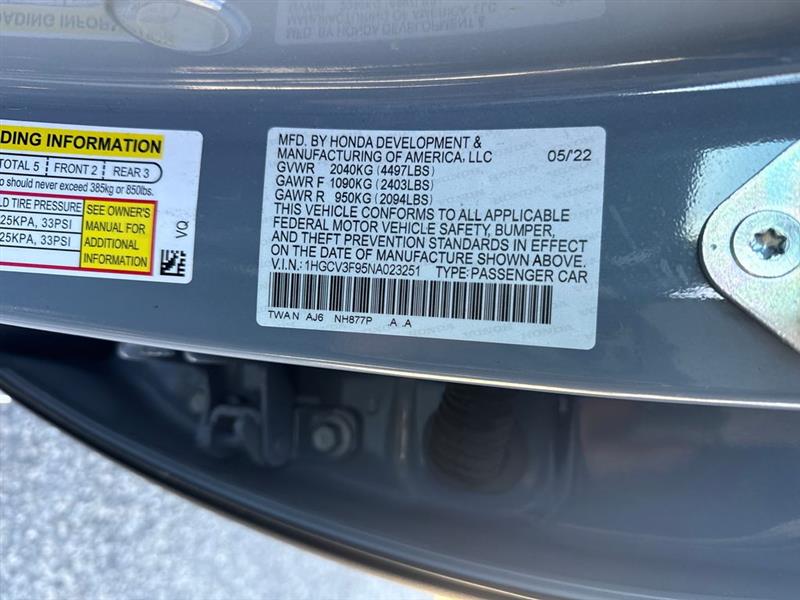 DING INFORMATION
TOTAL 5 FRONT 2 REAR 3
o should never exceed 385kg or 850lbs.
LD TIRE PRESSURE
25KPA, 33PSI
25KPA, 33PSI
SEE OWNER'S
MANUAL FOR
ADDITIONAL
INFORMATION
VQ
MFD. BY HONDA DEVELOPMENT &
MANUFACTURING OF AMERICA, LLC 05/'22
GVWR 2040KG (4497LBS)
GAWR F 1090KG (2403LBS)
GAWR R 950KG (2094LBS)
THIS VEHICLE CONFORMS TO ALL APPLICABLE
FEDERAL MOTOR VEHICLE SAFETY, BUMPER,
AND THEFT PREVENTION STANDARDS IN EFFECT
ON THE DATE OF MANUFACTURE SHOWN ABOVE.
V.I.N.: 1HGCV3F95NA023251 TYPE: PASSENGER CAR
TWA N AJ6 NH877P .A .A